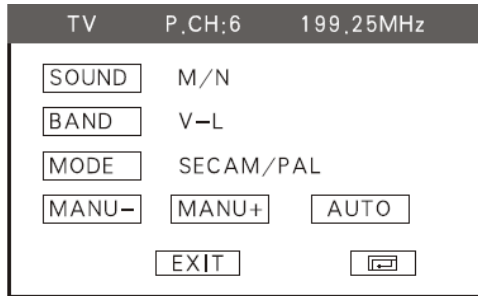 TV P.CH:6 199.25MHz
SOUND M/N
BAND V-L
MODE SECAM/PAL
MANU- MANU+ AUTO
EXIT